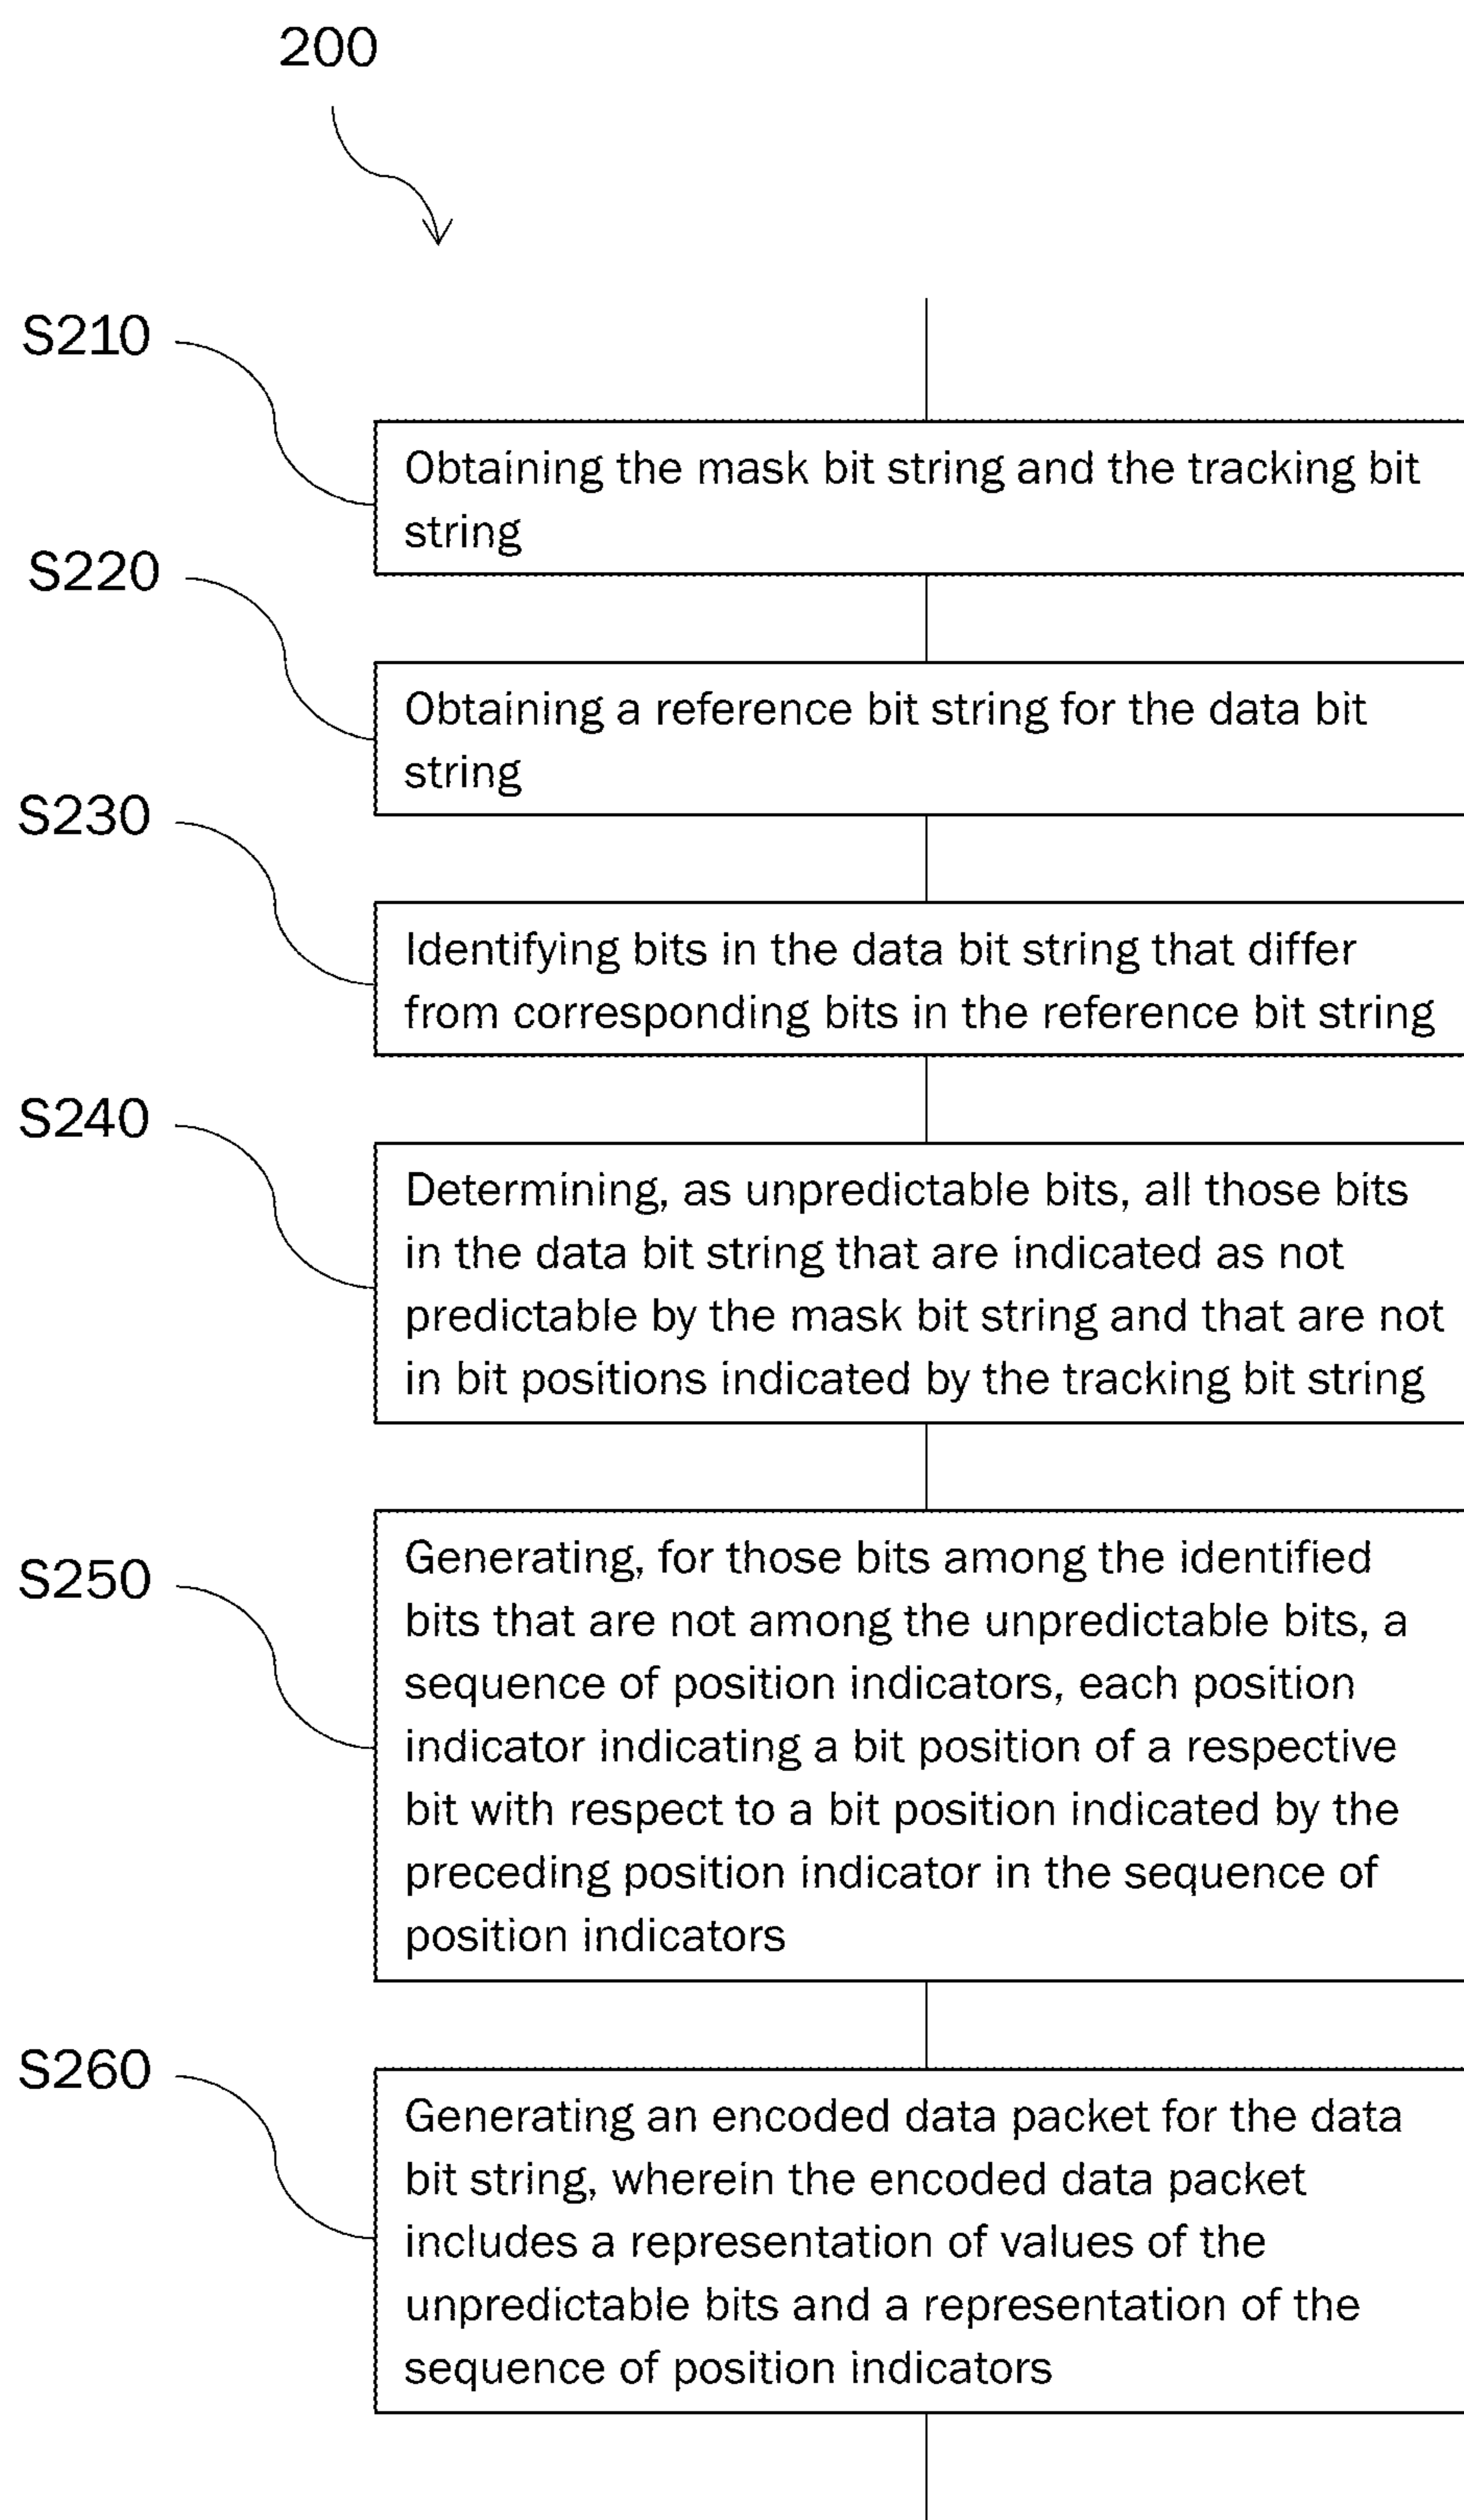 200
S210
Obtaining the mask bit string and the tracking bit
string
S220
Obtaining a reference bit string for the data bit
string
S230
Identifying bits in the data bit string that differ
from corresponding bits in the reference bit string
S240
Determining, as unpredictable bits, all those bits
in the data bit string that are indicated as not
predictable by the mask bit string and that are not
in bit positions indicated by the tracking bit string
S250
Generating, for those bits among the identified
bits that are not among the unpredictable bits, a
sequence of position indicators, each position
indicator indicating a bit position of a respective
bit with respect to a bit position indicated by the
preceding position indicator in the sequence of
position indicators
S260
Generating an encoded data packet for the data
bit string, wherein the encoded data packet
includes a representation of values of the
unpredictable bits and a representation of the
sequence of position indicators